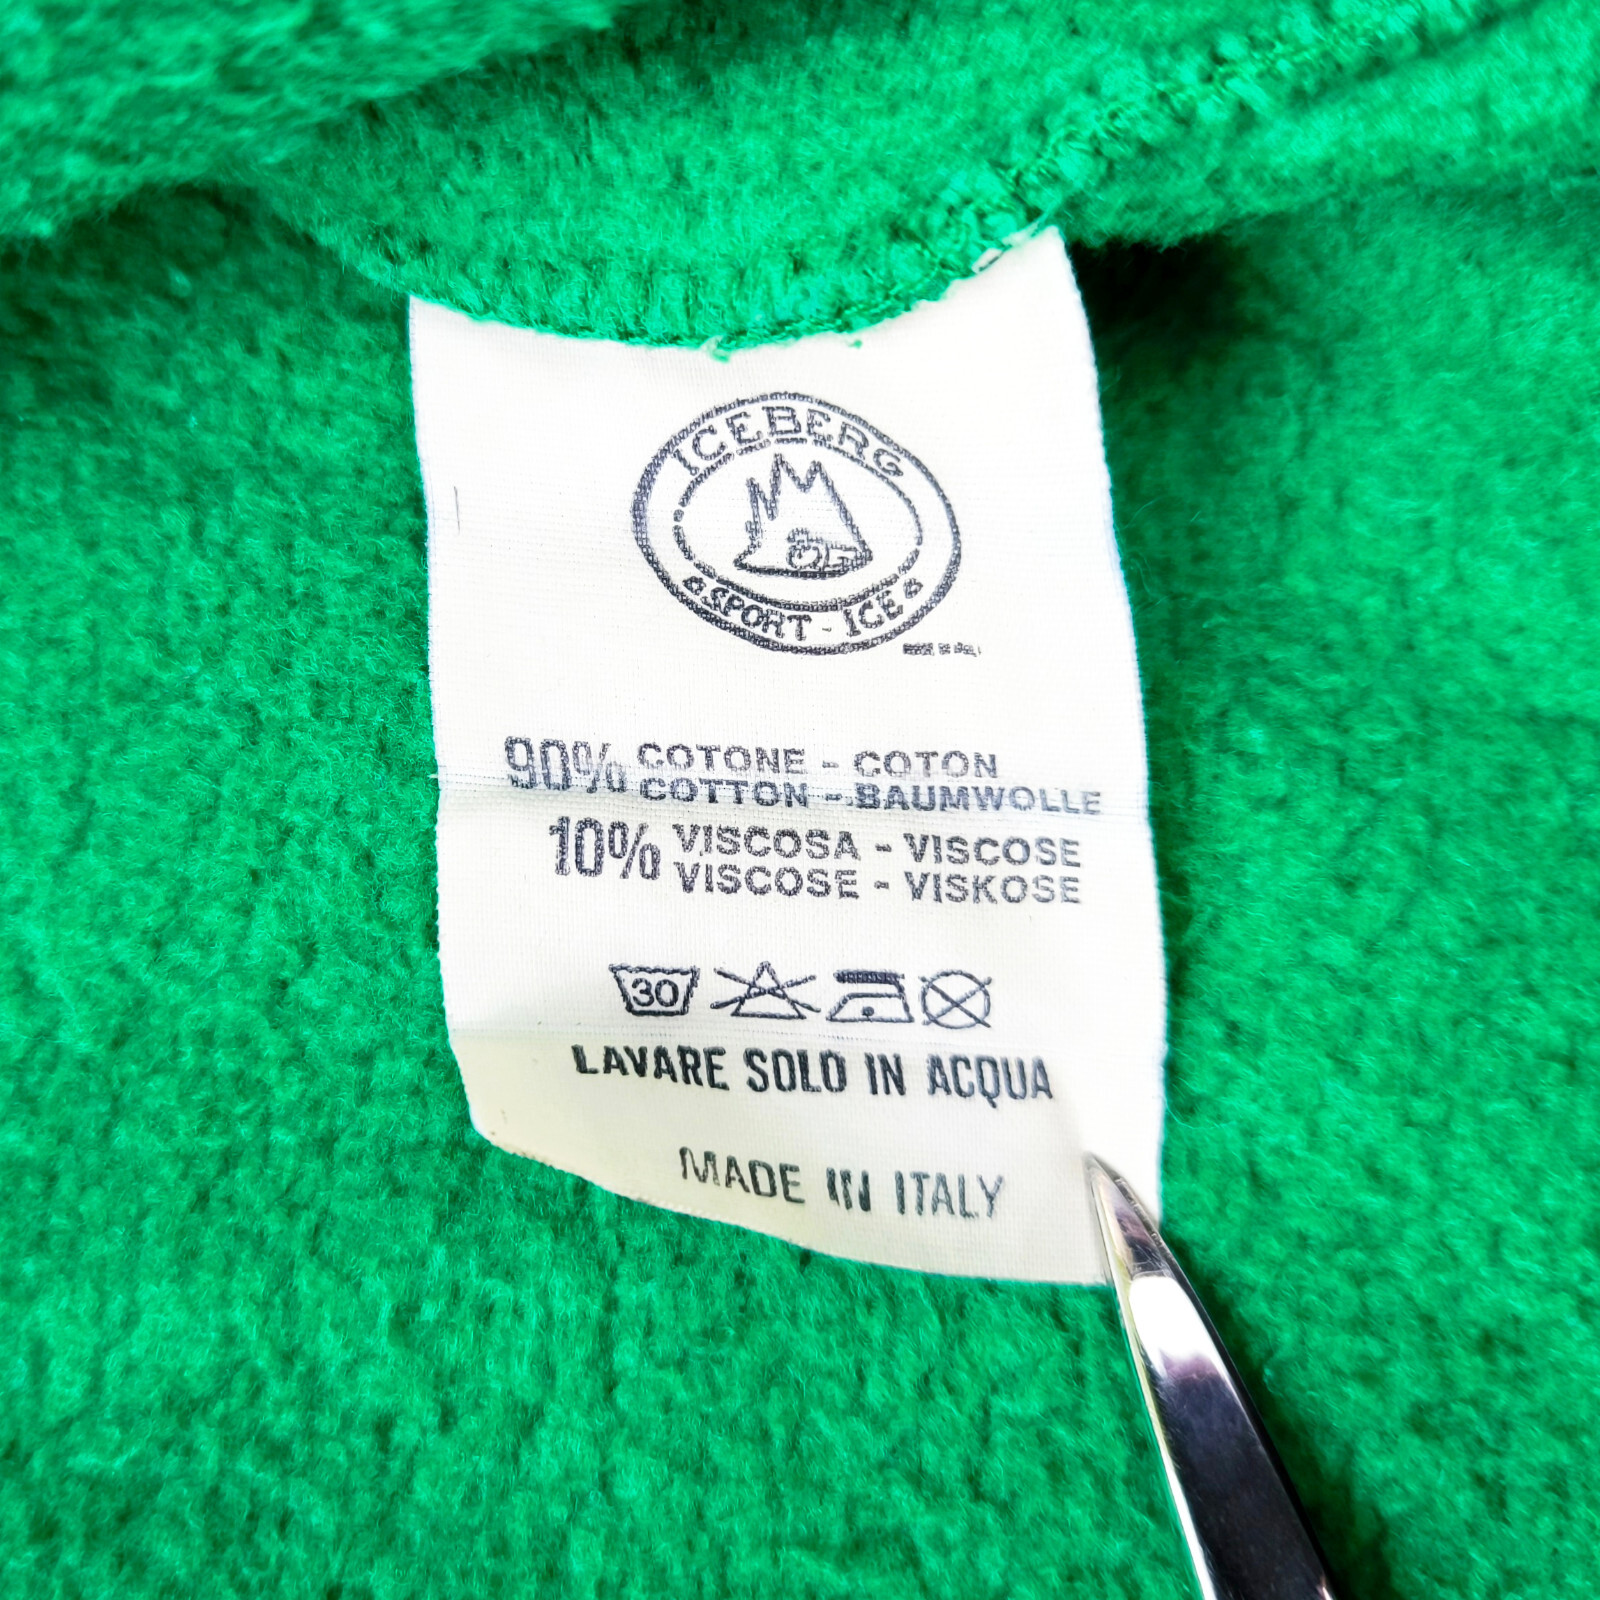 ICEBERG
SPORT - ICE
90% COTONE - COTON
COTTON - BAUMWOLLE
10% VISCOSA - VISCOSE
VISCOSE - VISKOSE
30
LAVARE SOLO IN ACQUA
MADE IN ITALY